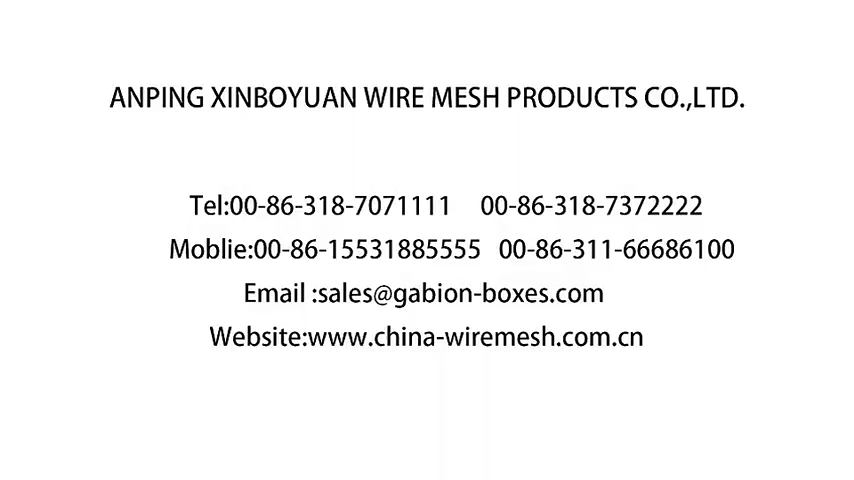 ANPING XINBOYUAN WIRE MESH PRODUCTS CO.,LTD.
Tel:00-86-318-7071111 00-86-318-7372222
Moblie:00-86-15531885555 00-86-311-66686100
Email :sales@gabion-boxes.com
Website:www.china-wiremesh.com.cn